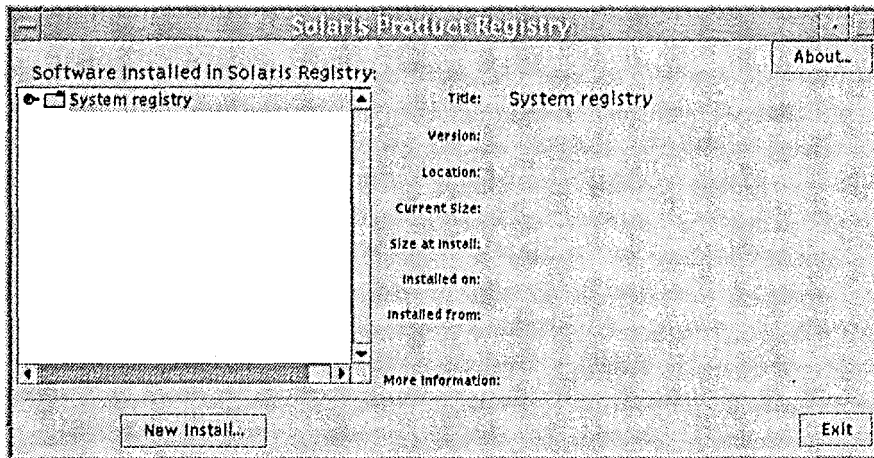 Solaris Product Registry
About...
Software Installed in Solaris Registry:
System registry
Title: System registry
Version:
Location:
Current Size:
Size at Install:
Installed on:
Installed from:
More Information:
New Install...
Exit